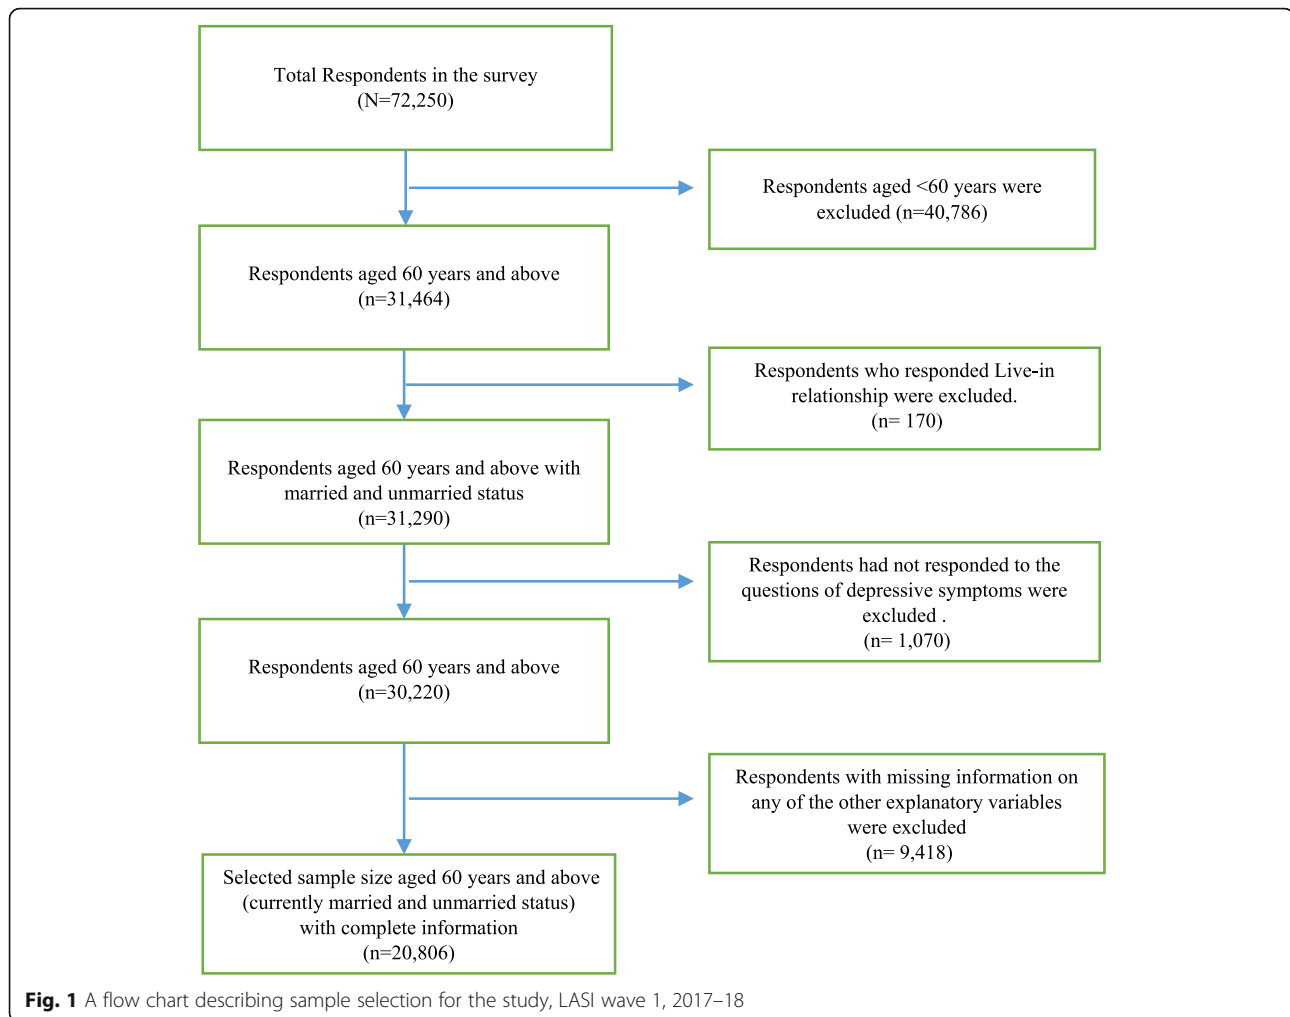 Total Respondents in the survey
(N=72,250)
Respondents aged <60 years were
excluded (n=40,786)
Respondents aged 60 years and above
(n=31,464)
Respondents who responded Live-in
relationship were excluded.
(n= 170)
Respondents aged 60 years and above with
married and unmarried status
(n=31,290)
Respondents had not responded to the
questions of depressive symptoms were
excluded .
(n= 1,070)
Respondents aged 60 years and above
(n=30,220)
Respondents with missing information on
any of the other explanatory variables
were excluded
(n= 9,418)
Selected sample size aged 60 years and above
(currently married and unmarried status)
with complete information
(n=20,806)
Fig. 1 A flow chart describing sample selection for the study, LASI wave 1, 2017–18